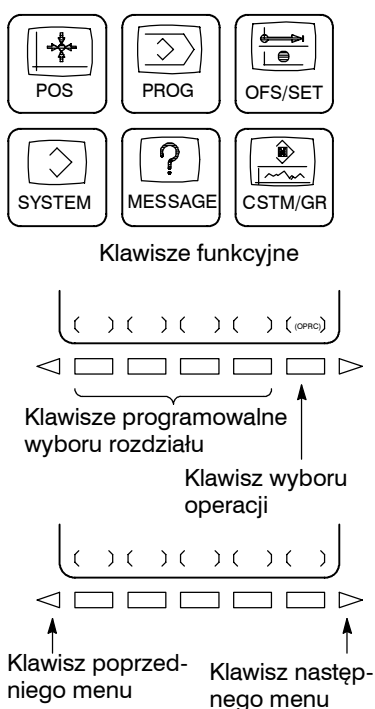 POS PROG OFS/SET
SYSTEM MESSAGE CSTM/GR
Klawisze funkcyjne
( ) ( ) ( ) ( ) ( (OPRC) )
Klawisze programowalne
wyboru rozdziału
Klawisz wyboru
operacji
( ) ( ) ( ) ( ) ( )
Klawisz poprzed-
niego menu
Klawisz następ-
nego menu